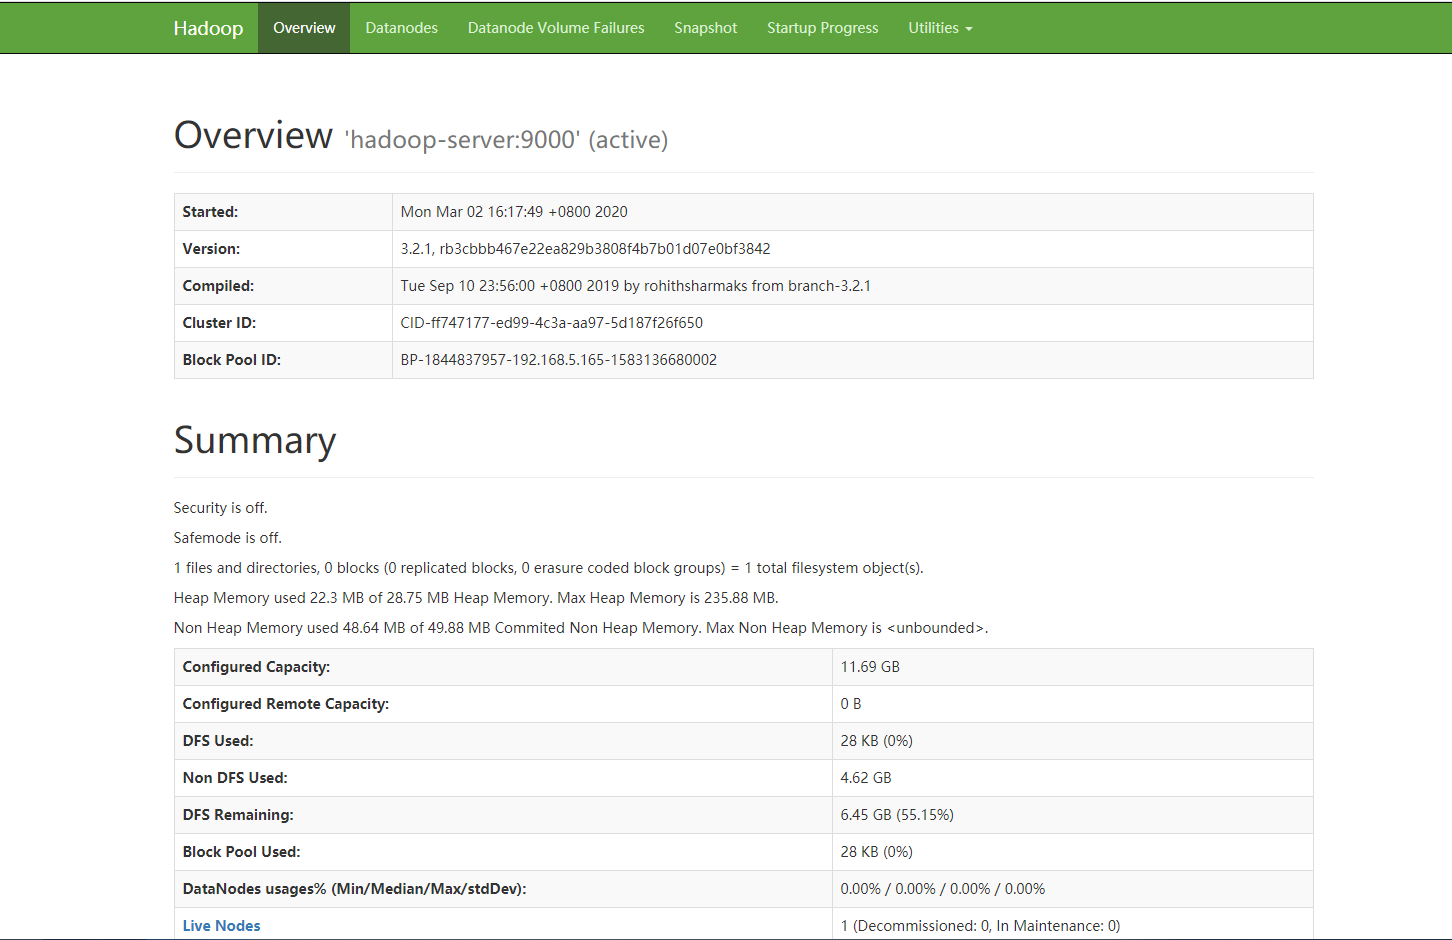 Hadoop Overview Datanodes Datanode Volume Failures Snapshot Startup Progress Utilities
Overview 'hadoop-server:9000' (active)
Started: Mon Mar 02 16:17:49 +0800 2020
Version: 3.2.1, rb3cbbb467e22ea829b3808f4b7b01d07e0bf3842
Compiled: Tue Sep 10 23:56:00 +0800 2019 by rohithsharmaks from branch-3.2.1
Cluster ID: CID-ff747177-ed99-4c3a-aa97-5d187f26f650
Block Pool ID: BP-1844837957-192.168.5.165-1583136680002
Summary
Security is off.
Safemode is off.
1 files and directories, 0 blocks (0 replicated blocks, 0 erasure coded block groups) = 1 total filesystem object(s).
Heap Memory used 22.3 MB of 28.75 MB Heap Memory. Max Heap Memory is 235.88 MB.
Non Heap Memory used 48.64 MB of 49.88 MB Commited Non Heap Memory. Max Non Heap Memory is <unbounded>.
Configured Capacity: 11.69 GB
Configured Remote Capacity: 0 B
DFS Used: 28 KB (0%)
Non DFS Used: 4.62 GB
DFS Remaining: 6.45 GB (55.15%)
Block Pool Used: 28 KB (0%)
DataNodes usages% (Min/Median/Max/stdDev): 0.00% / 0.00% / 0.00% / 0.00%
Live Nodes 1 (Decommissioned: 0, In Maintenance: 0)